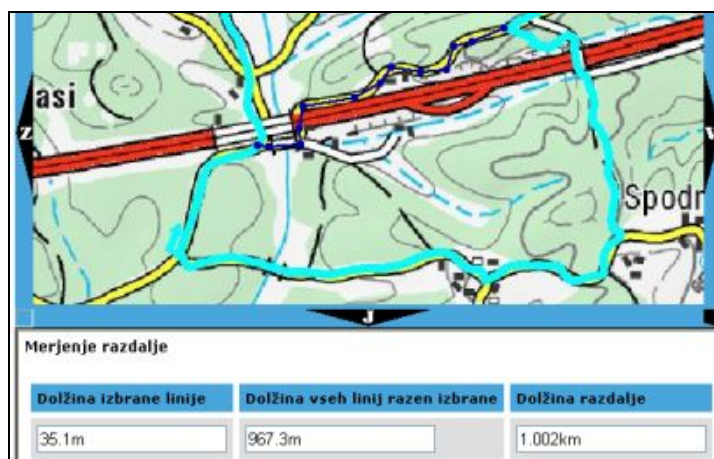 asi
Z
V
Spodn
J
Merjenje razdalje
Dolžina izbrane linije Dolžina vseh linij razen izbrane Dolžina razdalje
35.1m 967.3m 1.002km